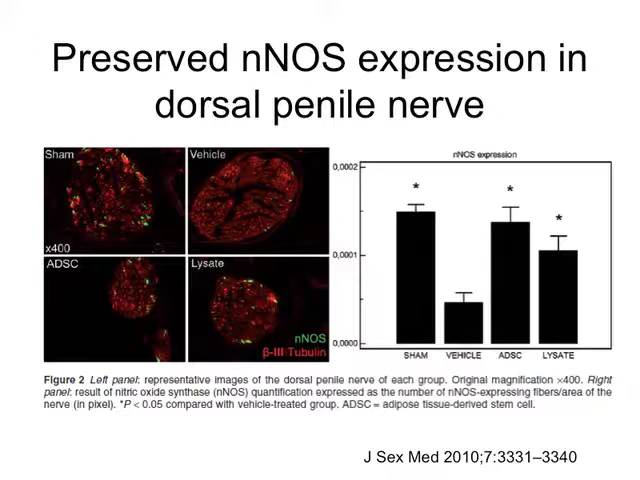 Preserved nNOS expression in
dorsal penile nerve
Sham
Vehicle
x400
ADSC
Lysate
nNOS
β-III-Tubulin
nNOS expression
0,0002
0,0001
0,0000
*
*
*
SHAM
VEHICLE
ADSC
LYSATE
Figure 2 Left panel: representative images of the dorsal penile nerve of each group. Original magnification ×400. Right
panel: result of nitric oxide synthase (nNOS) quantification expressed as the number of nNOS-expressing fibers/area of the
nerve (in pixel). *P < 0.05 compared with vehicle-treated group. ADSC = adipose tissue-derived stem cell.
J Sex Med 2010;7:3331–3340